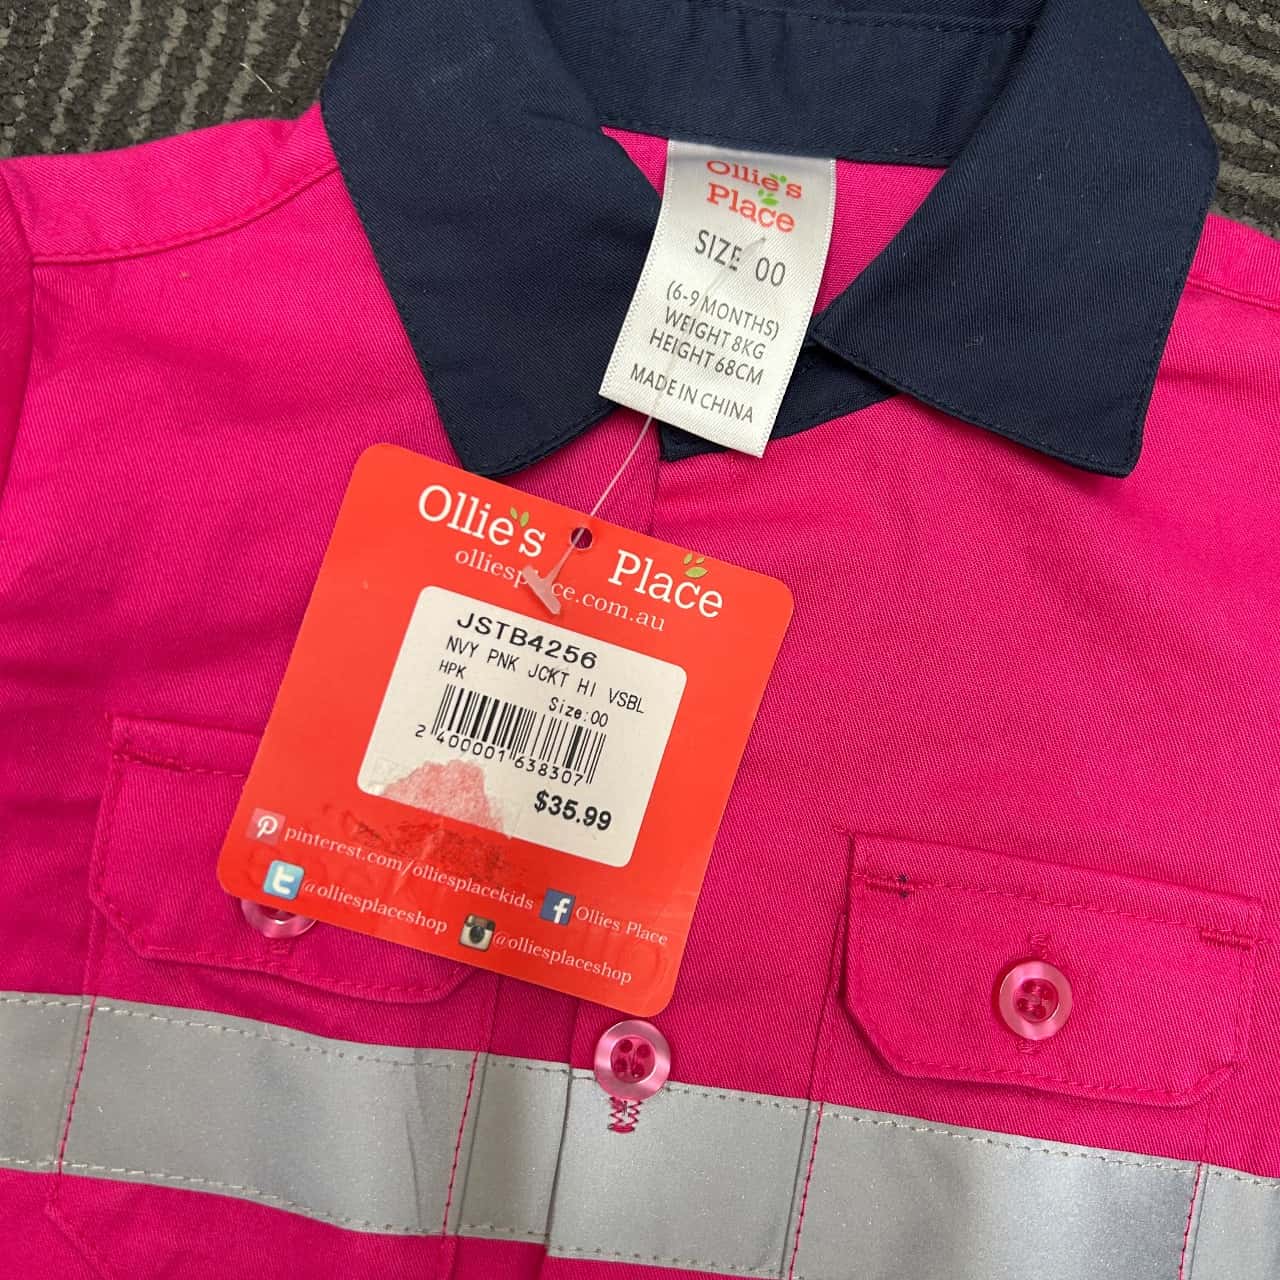 Ollie's
Place
SIZE 00
(6-9 MONTHS)
WEIGHT 8KG
HEIGHT 68CM
MADE IN CHINA
Ollie's Place
olliesplace.com.au
JSTB4256
NVY PNK JCKT HI VSBL
HPK
Size:00
2 400001 638307
$35.99
pinterest.com/olliesplacekids
@olliesplaceshop
Ollies Place
@olliesplaceshop